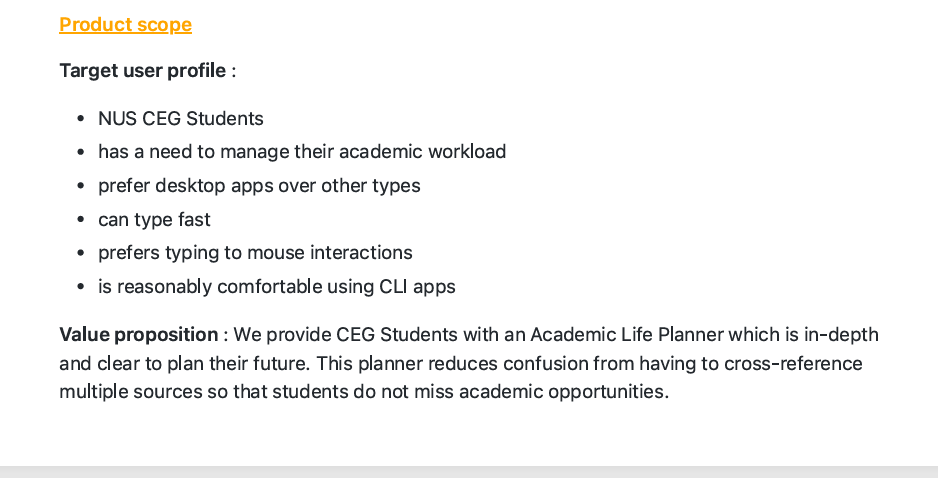 Product scope
Target user profile :
• NUS CEG Students
• has a need to manage their academic workload
• prefer desktop apps over other types
• can type fast
• prefers typing to mouse interactions
• is reasonably comfortable using CLI apps
Value proposition : We provide CEG Students with an Academic Life Planner which is in-depth
and clear to plan their future. This planner reduces confusion from having to cross-reference
multiple sources so that students do not miss academic opportunities.